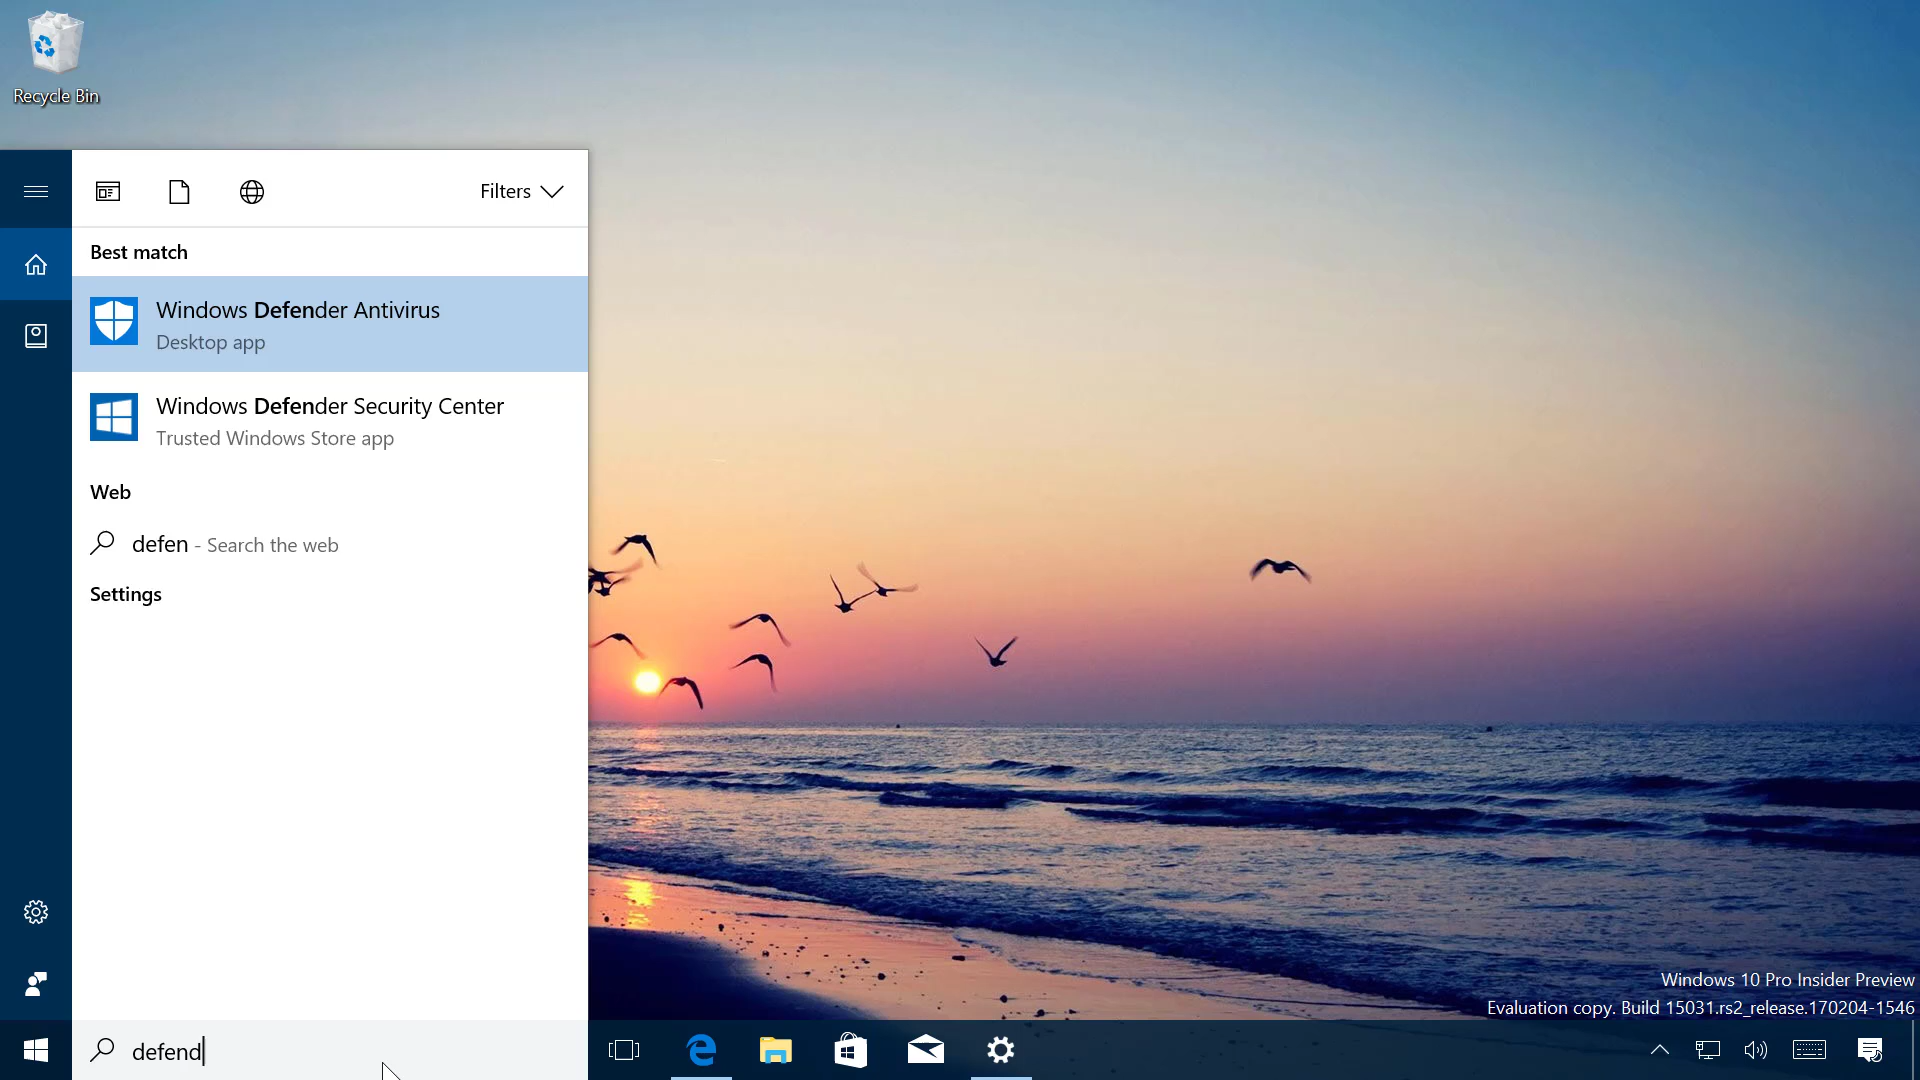 Recycle Bin
Filters
Best match
Windows Defender Antivirus
Desktop app
Windows Defender Security Center
Trusted Windows Store app
Web
defen - Search the web
Settings
Windows 10 Pro Insider Preview
Evaluation copy. Build 15031.rs2_release.170204-1546
defend